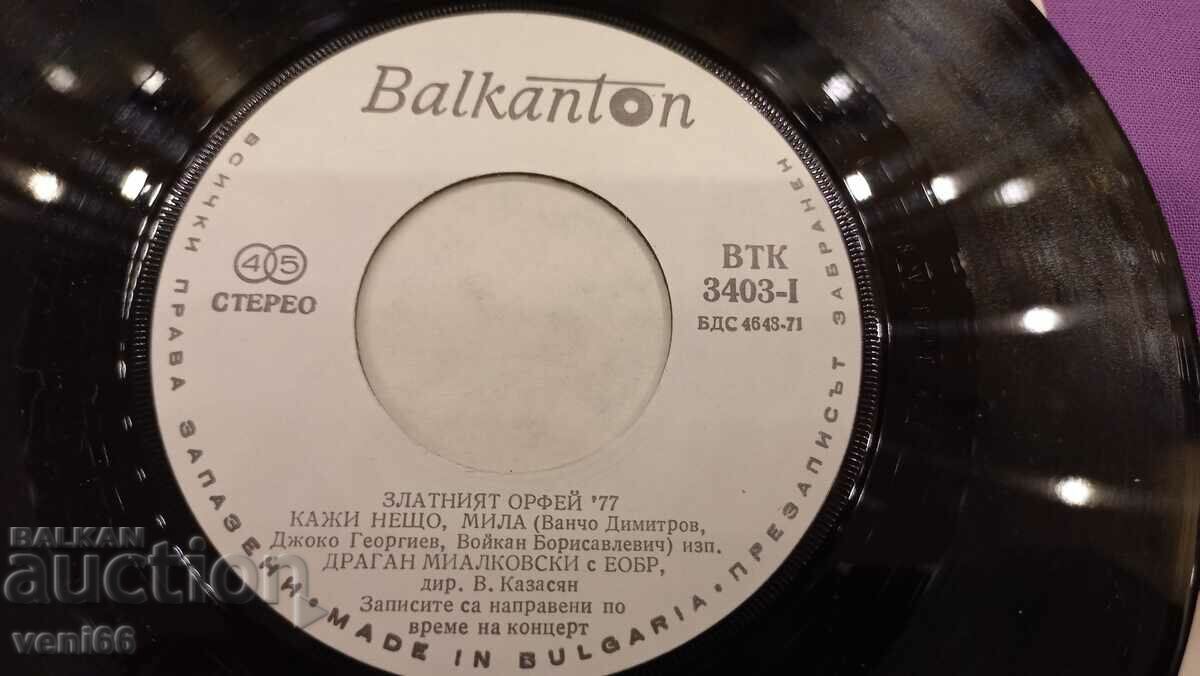 Balkanton
ВСИЧКИ ПРАВА ЗАПАЗЕНИ • MADE IN BULGARIA • ПРЕЗАПИСЪТ ЗАБРАНЕН
45
СТЕРЕО
ВТК
3403-I
БДС 4648-71
ЗЛАТНИЯТ ОРФЕЙ '77
КАЖИ НЕЩО, МИЛА (Ванчо Димитров,
Джоко Георгиев, Войкан Борисавлевич) изп.
ДРАГАН МИАЛКОВСКИ с ЕОБР,
дир. В. Казасян
Записите са направени по
време на концерт
BALKAN
auction
veni66